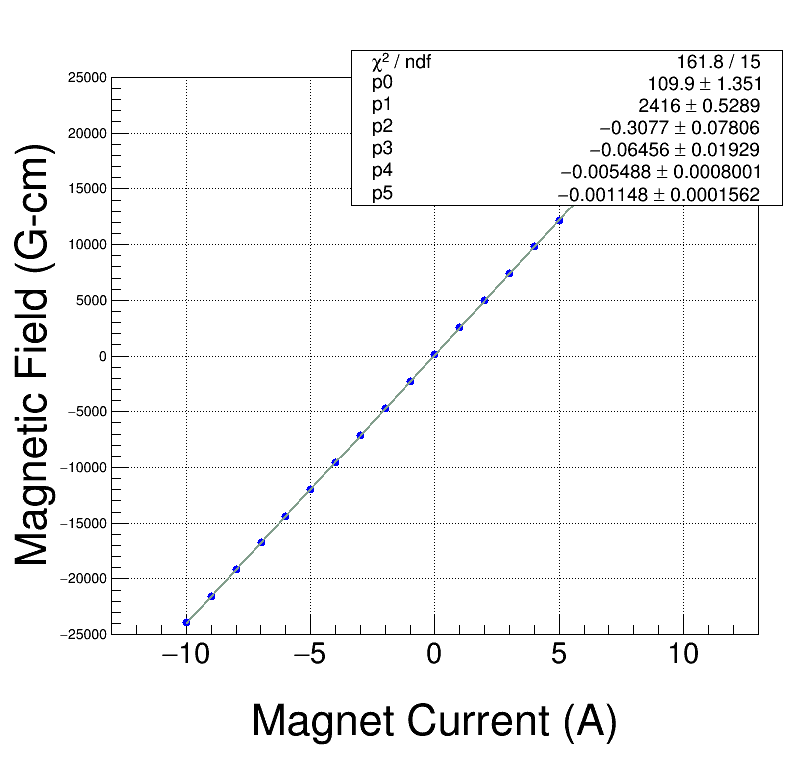 χ² / ndf 161.8 / 15
p0 109.9 ± 1.351
p1 2416 ± 0.5289
p2 −0.3077 ± 0.07806
p3 −0.06456 ± 0.01929
p4 −0.005488 ± 0.0008001
p5 −0.001148 ± 0.0001562
25000
20000
15000
10000
5000
0
−5000
−10000
−15000
−20000
−25000
Magnetic Field (G-cm)
−10 −5 0 5 10
Magnet Current (A)